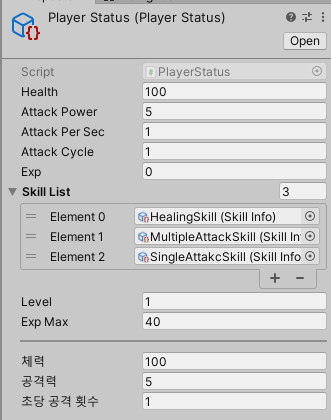 Player Status (Player Status)
Open
Script PlayerStatus
Health 100
Attack Power 5
Attack Per Sec 1
Attack Cycle 1
Exp 0
Skill List 3
Element 0 HealingSkill (Skill Info)
Element 1 MultipleAttackSkill (Skill In
Element 2 SingleAttakcSkill (Skill Info
Level 1
Exp Max 40
체력 100
공격력 5
초당 공격 횟수 1